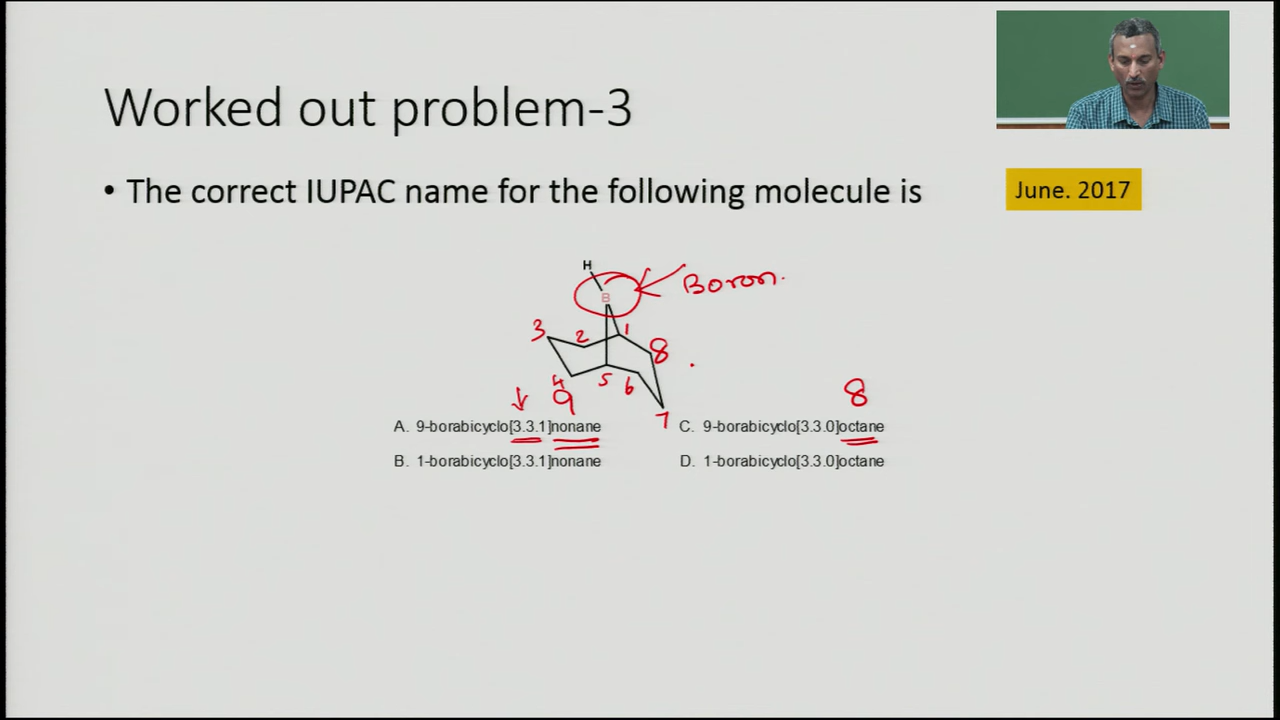 Worked out problem-3
• The correct IUPAC name for the following molecule is
June. 2017
H
B
Boron.
3 2 1
8
4 5 6
7
9
8
A. 9-borabicyclo[3.3.1]nonane
C. 9-borabicyclo[3.3.0]octane
B. 1-borabicyclo[3.3.1]nonane
D. 1-borabicyclo[3.3.0]octane